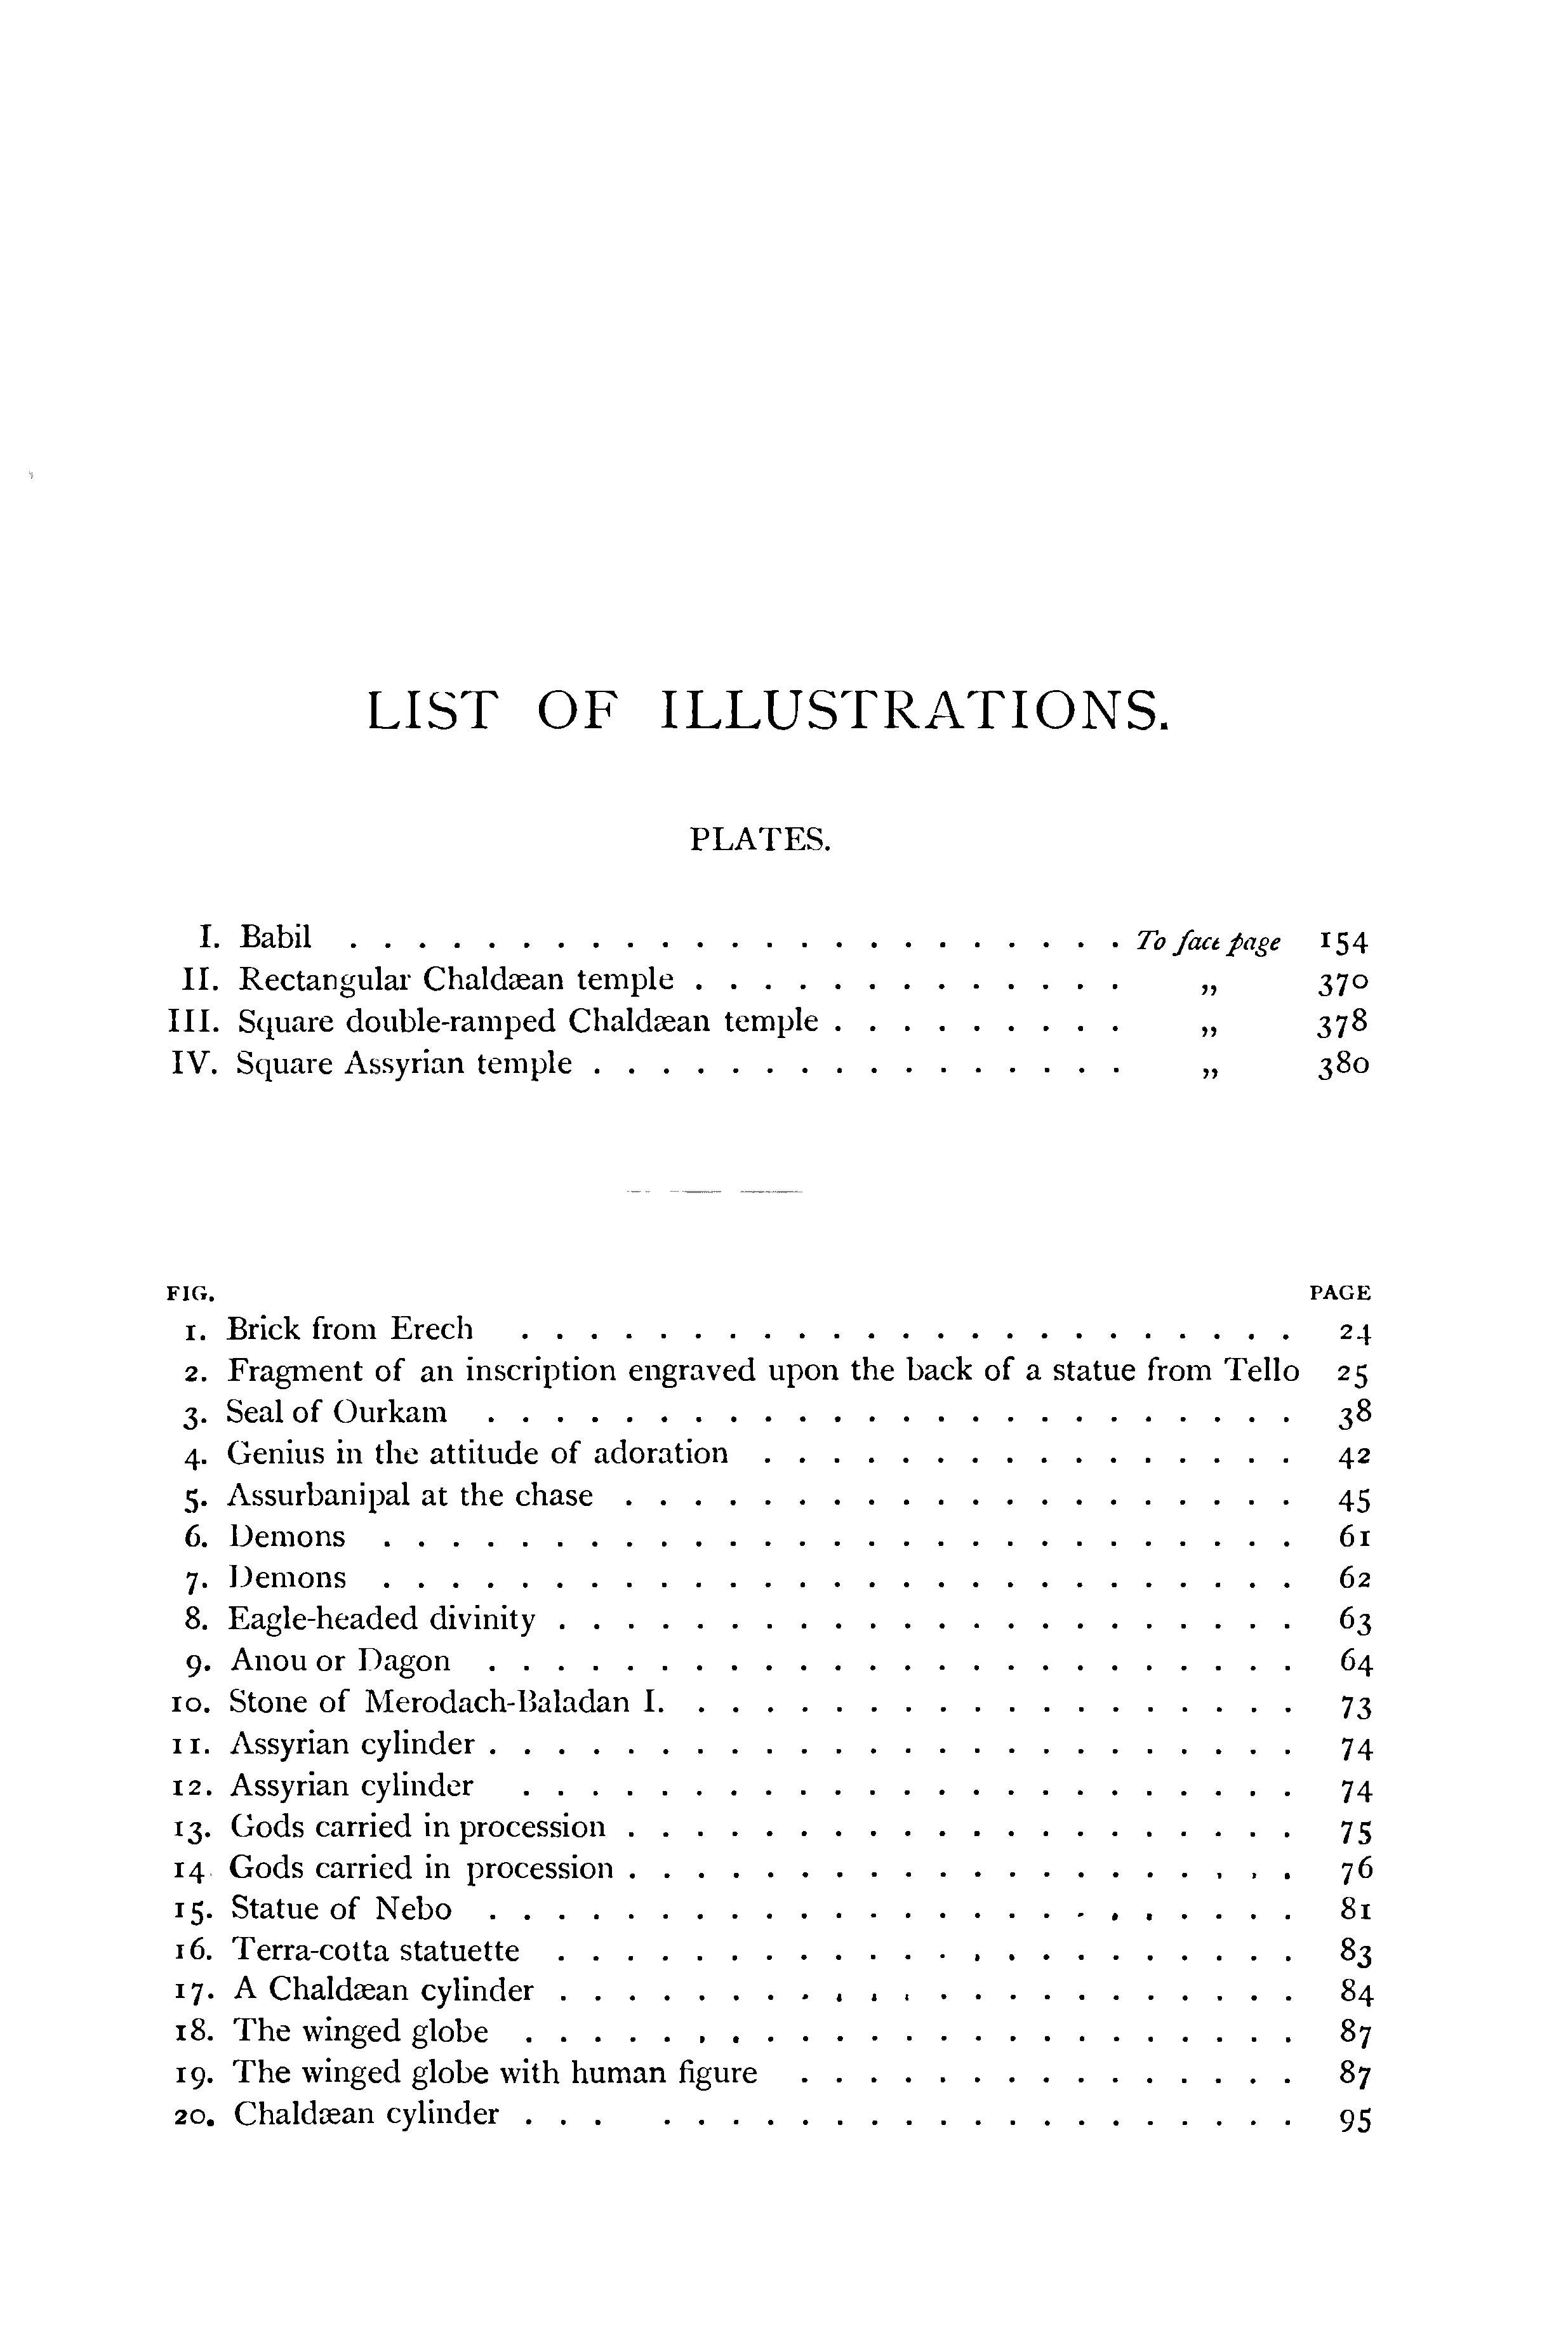 LIST OF ILLUSTRATIONS.
PLATES.
I. Babil . . . . . . . . . . . . . . . . . . . . . . . To face page 154
II. Rectangular Chaldæan temple . . . . . . . . . . . . . „ 370
III. Square double-ramped Chaldæan temple . . . . . . . . . „ 378
IV. Square Assyrian temple . . . . . . . . . . . . . . . . „ 380
FIG. PAGE
1. Brick from Erech . . . . . . . . . . . . . . . . . . . . . . . 24
2. Fragment of an inscription engraved upon the back of a statue from Tello 25
3. Seal of Ourkam . . . . . . . . . . . . . . . . . . . . . . . . 38
4. Genius in the attitude of adoration . . . . . . . . . . . . . . . . 42
5. Assurbanipal at the chase . . . . . . . . . . . . . . . . . . . . 45
6. Demons . . . . . . . . . . . . . . . . . . . . . . . . . . . 61
7. Demons . . . . . . . . . . . . . . . . . . . . . . . . . . . 62
8. Eagle-headed divinity . . . . . . . . . . . . . . . . . . . . . . 63
9. Anou or Dagon . . . . . . . . . . . . . . . . . . . . . . . . 64
10. Stone of Merodach-Baladan I. . . . . . . . . . . . . . . . . . . 73
11. Assyrian cylinder . . . . . . . . . . . . . . . . . . . . . . . . 74
12. Assyrian cylinder . . . . . . . . . . . . . . . . . . . . . . . 74
13. Gods carried in procession . . . . . . . . . . . . . . . . . . . . 75
14 Gods carried in procession . . . . . . . . . . . . . . . . . . . . 76
15. Statue of Nebo . . . . . . . . . . . . . . . . . . . . . . . . 81
16. Terra-cotta statuette . . . . . . . . . . . . . . . . . . . . . . 83
17. A Chaldæan cylinder . . . . . . . . . . . . . . . . . . . . . . 84
18. The winged globe . . . . . . . . . . . . . . . . . . . . . . . 87
19. The winged globe with human figure . . . . . . . . . . . . . . . 87
20. Chaldæan cylinder . . . . . . . . . . . . . . . . . . . . . . 95